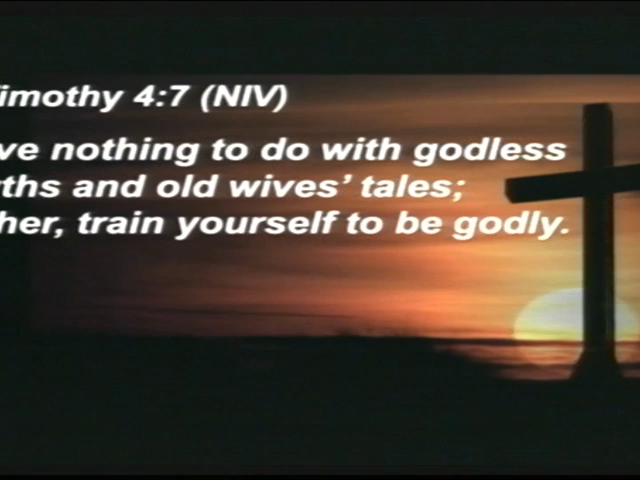 imothy 4:7 (NIV)
ve nothing to do with godless
ths and old wives' tales;
her, train yourself to be godly.